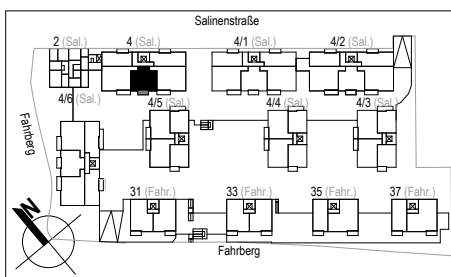 Salinenstraße
2 (Sal.) 4 (Sal.) 4/1 (Sal.) 4/2 (Sal.)
4/6 (Sal.) 4/5 (Sal.) 4/4 (Sal.) 4/3 (Sal.)
Fahrberg
31 (Fahr.) 33 (Fahr.) 35 (Fahr.) 37 (Fahr.)
N
Fahrberg